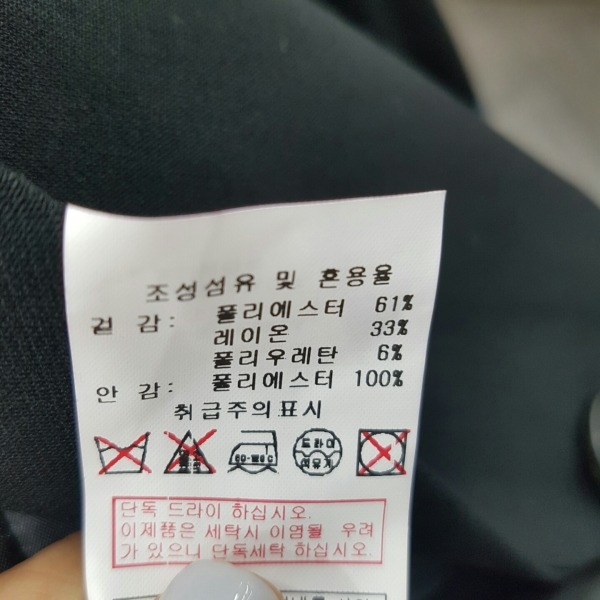 조성섬유 및 혼용율
겉 감: 폴리에스터 61%
레이온 33%
폴리우레탄 6%
안 감: 폴리에스터 100%
취급주의표시
드라이
석유계
단독 드라이 하십시오.
이제품은 세탁시 이염될 우려
가 있으니 단독세탁 하십시오.